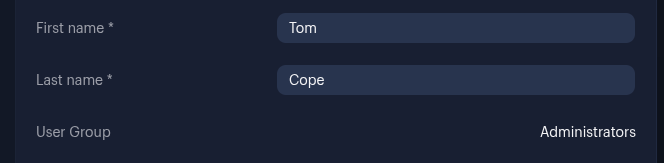 First name * Tom
Last name * Cope
User Group Administrators